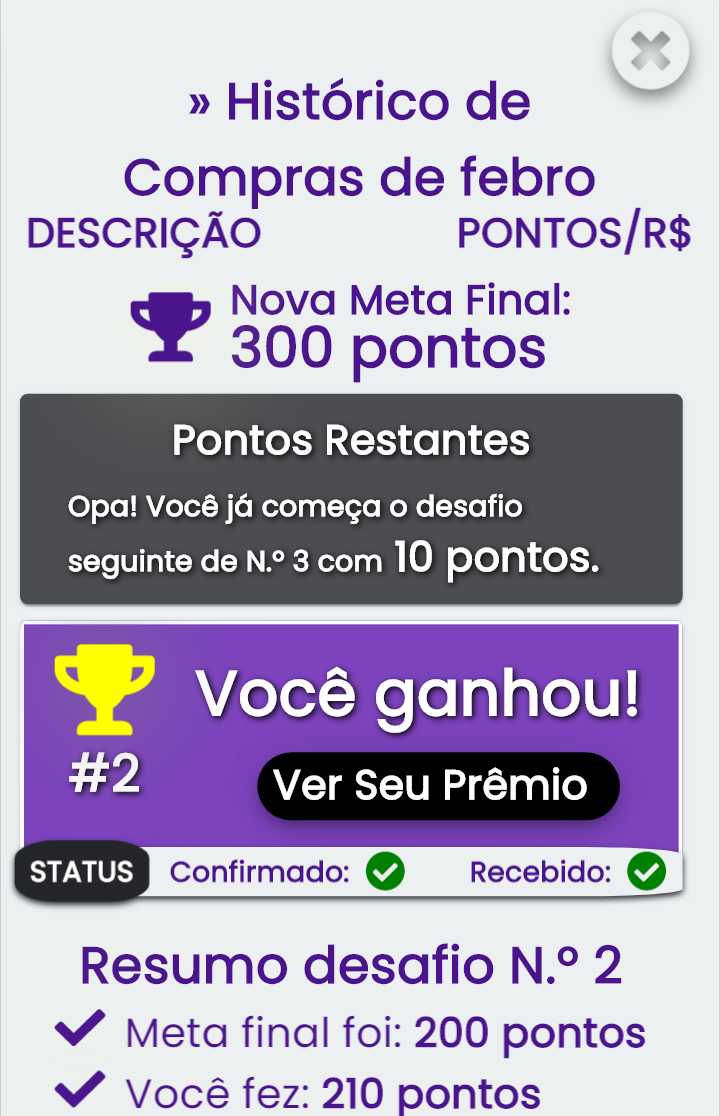 » Histórico de
Compras de febro
DESCRIÇÃO PONTOS/R$
Nova Meta Final:
300 pontos
Pontos Restantes
Opa! Você já começa o desafio
seguinte de N.º 3 com 10 pontos.
Você ganhou!
#2
Ver Seu Prêmio
STATUS Confirmado: Recebido:
Resumo desafio N.º 2
Meta final foi: 200 pontos
Você fez: 210 pontos